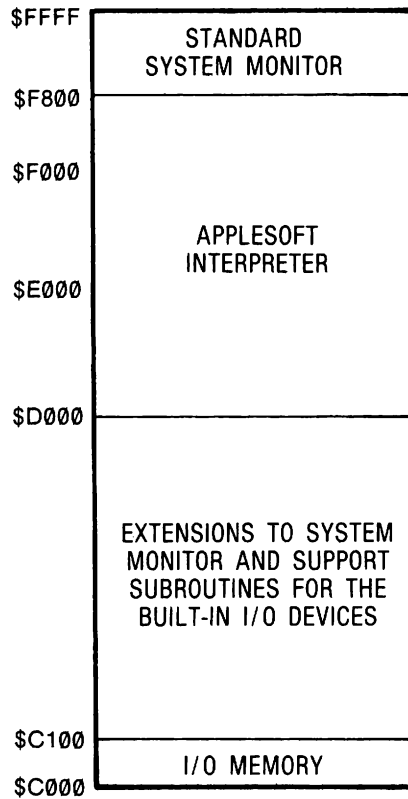 $FFFF
STANDARD
SYSTEM MONITOR
$F800
$F000
APPLESOFT
INTERPRETER
$E000
$D000
EXTENSIONS TO SYSTEM
MONITOR AND SUPPORT
SUBROUTINES FOR THE
BUILT-IN I/O DEVICES
$C100
I/O MEMORY
$C000